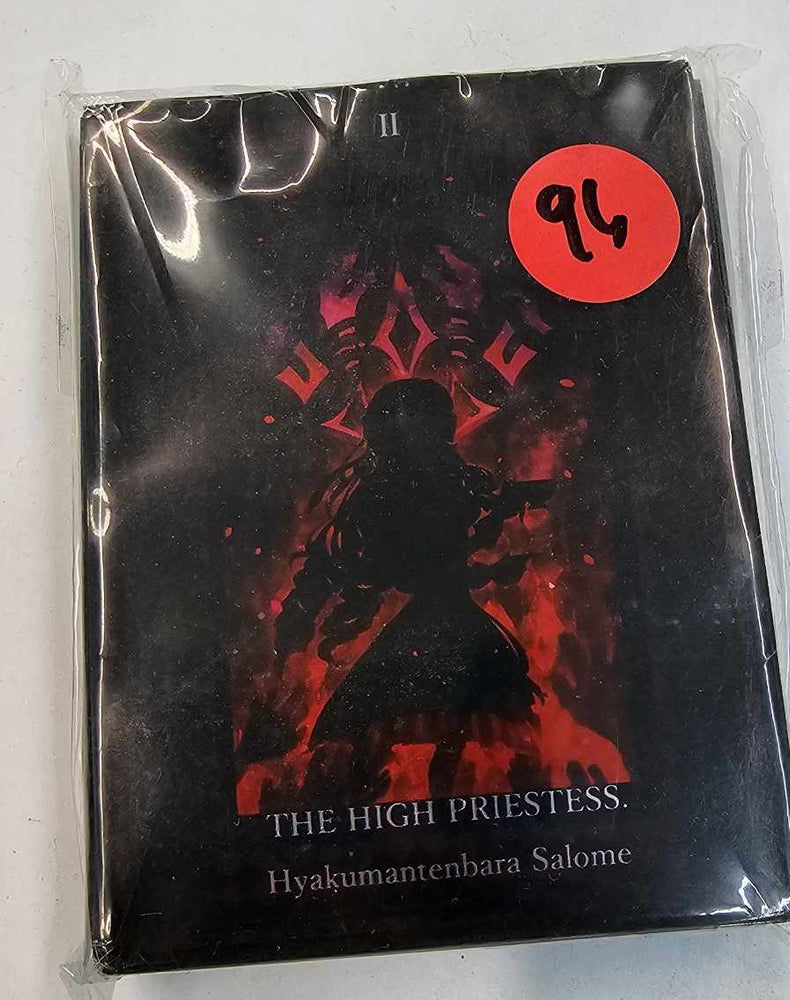 II
96
THE HIGH PRIESTESS.
Hyakumantenbara Salome